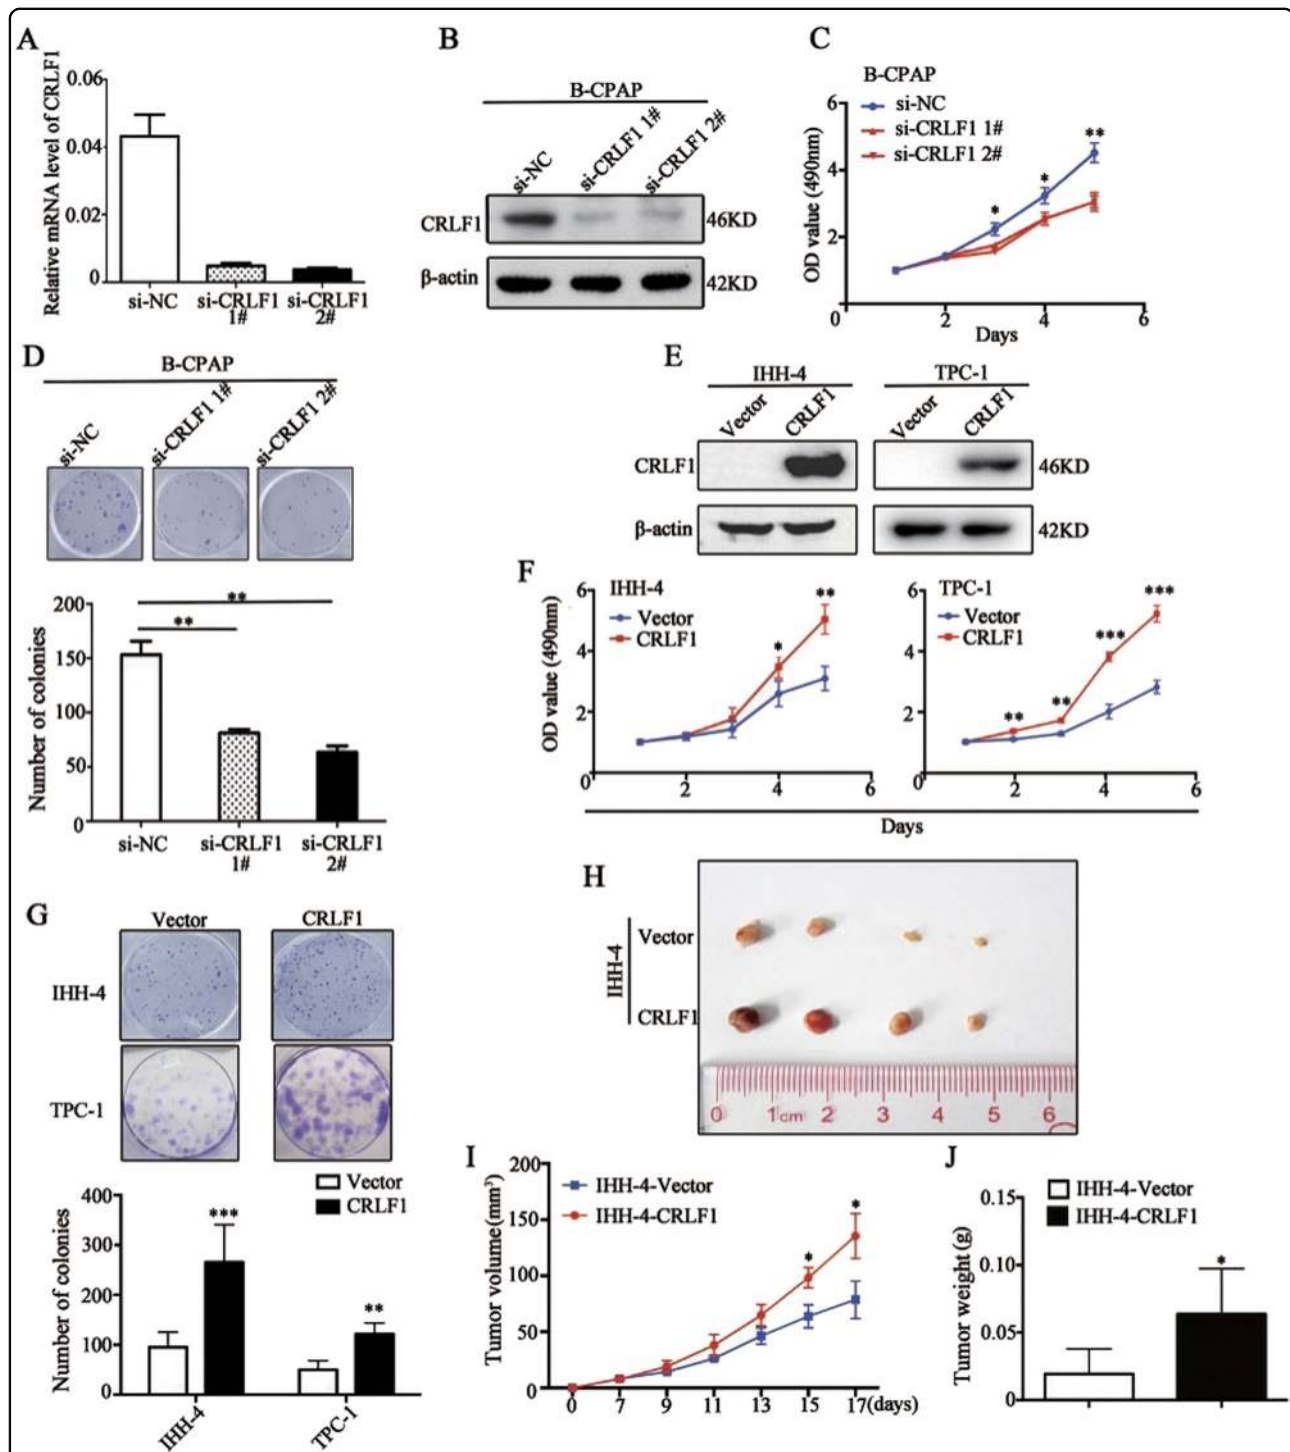 A
Relative mRNA level of CRLF1
0.06
0.04
0.02
0
si-NC
si-CRLF1
1#
si-CRLF1
2#
B
B-CPAP
si-NC
si-CRLF1 1#
si-CRLF1 2#
CRLF1
46KD
β-actin
42KD
C
B-CPAP
si-NC
si-CRLF1 1#
si-CRLF1 2#
OD value (490nm)
6
4
2
0
2
4
6
Days
*
*
**
D
B-CPAP
si-NC
si-CRLF1 1#
si-CRLF1 2#
Number of colonies
200
150
100
50
0
**
**
si-NC
si-CRLF1
1#
si-CRLF1
2#
E
IHH-4
TPC-1
Vector
CRLF1
Vector
CRLF1
CRLF1
46KD
β-actin
42KD
F
IHH-4
Vector
CRLF1
OD value (490nm)
6
4
2
0
2
4
6
*
**
TPC-1
Vector
CRLF1
6
4
2
0
2
4
6
**
**
***
***
Days
G
Vector
CRLF1
IHH-4
TPC-1
Vector
CRLF1
Number of colonies
400
300
200
100
0
***
**
IHH-4
TPC-1
H
IHH-4
Vector
CRLF1
0 1cm 2 3 4 5 6
I
IHH-4-Vector
IHH-4-CRLF1
Tumor volume(mm³)
200
150
100
50
0
*
*
0 7 9 11 13 15 17(days)
J
IHH-4-Vector
IHH-4-CRLF1
Tumor weight (g)
0.15
0.10
0.05
0
*